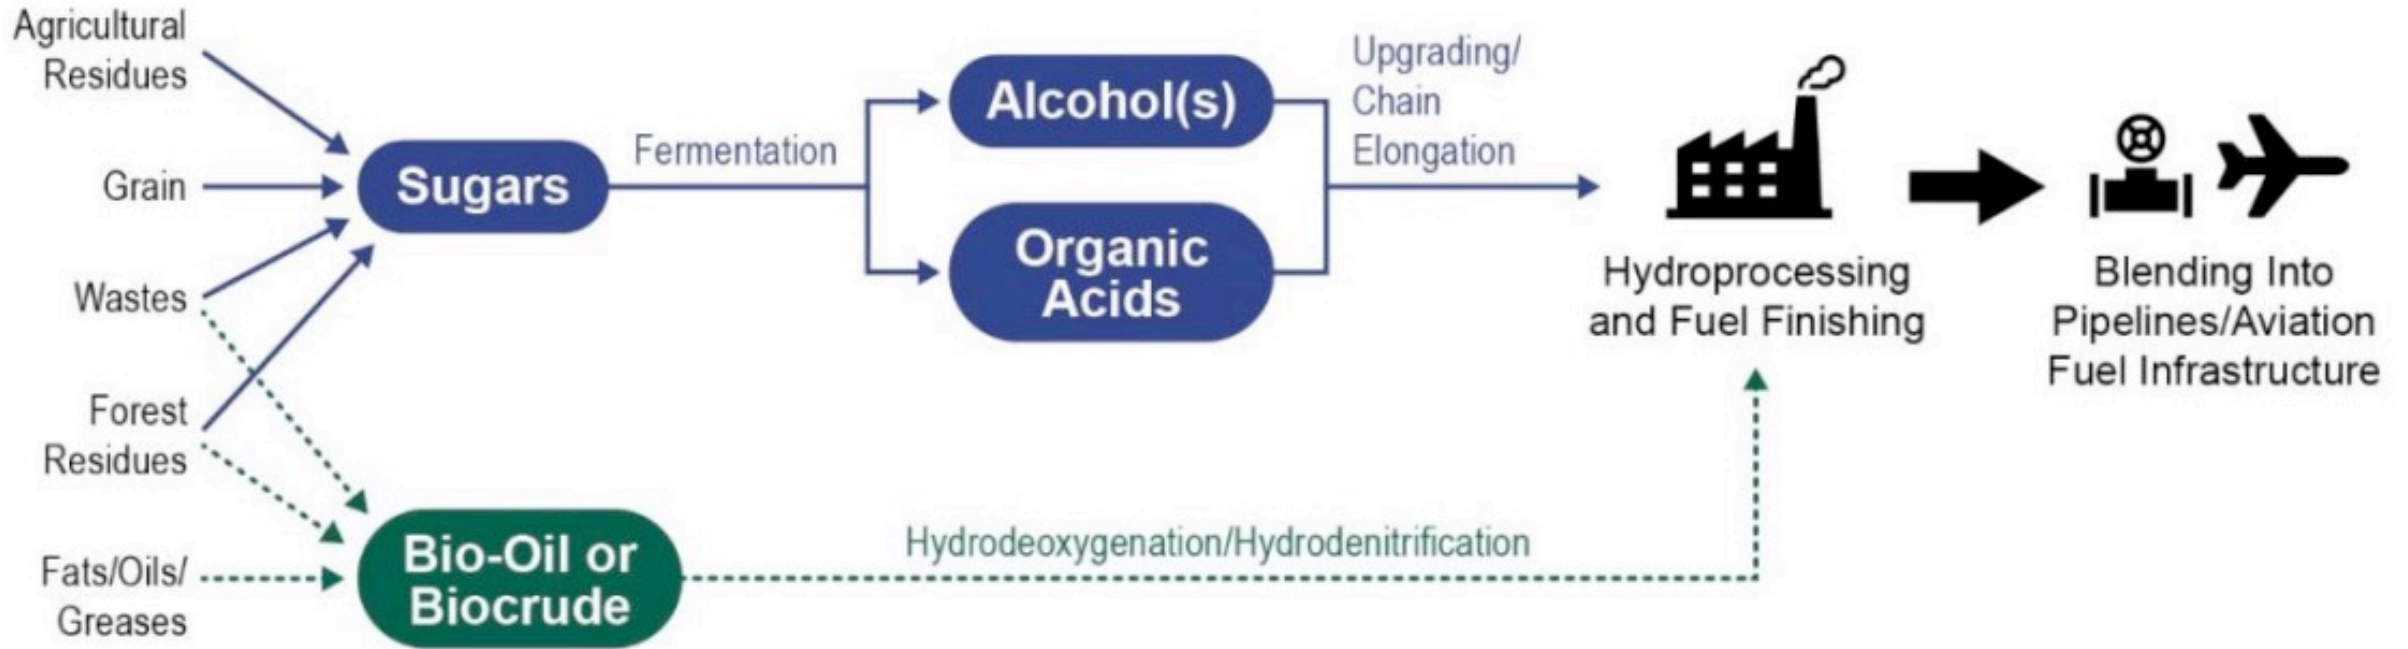 Agricultural
Residues
Grain
Wastes
Forest
Residues
Fats/Oils/
Greases
Sugars
Fermentation
Alcohol(s)
Organic
Acids
Upgrading/
Chain
Elongation
Bio-Oil or
Biocrude
Hydrodeoxygenation/Hydrodenitrification
Hydroprocessing
and Fuel Finishing
Blending Into
Pipelines/Aviation
Fuel Infrastructure